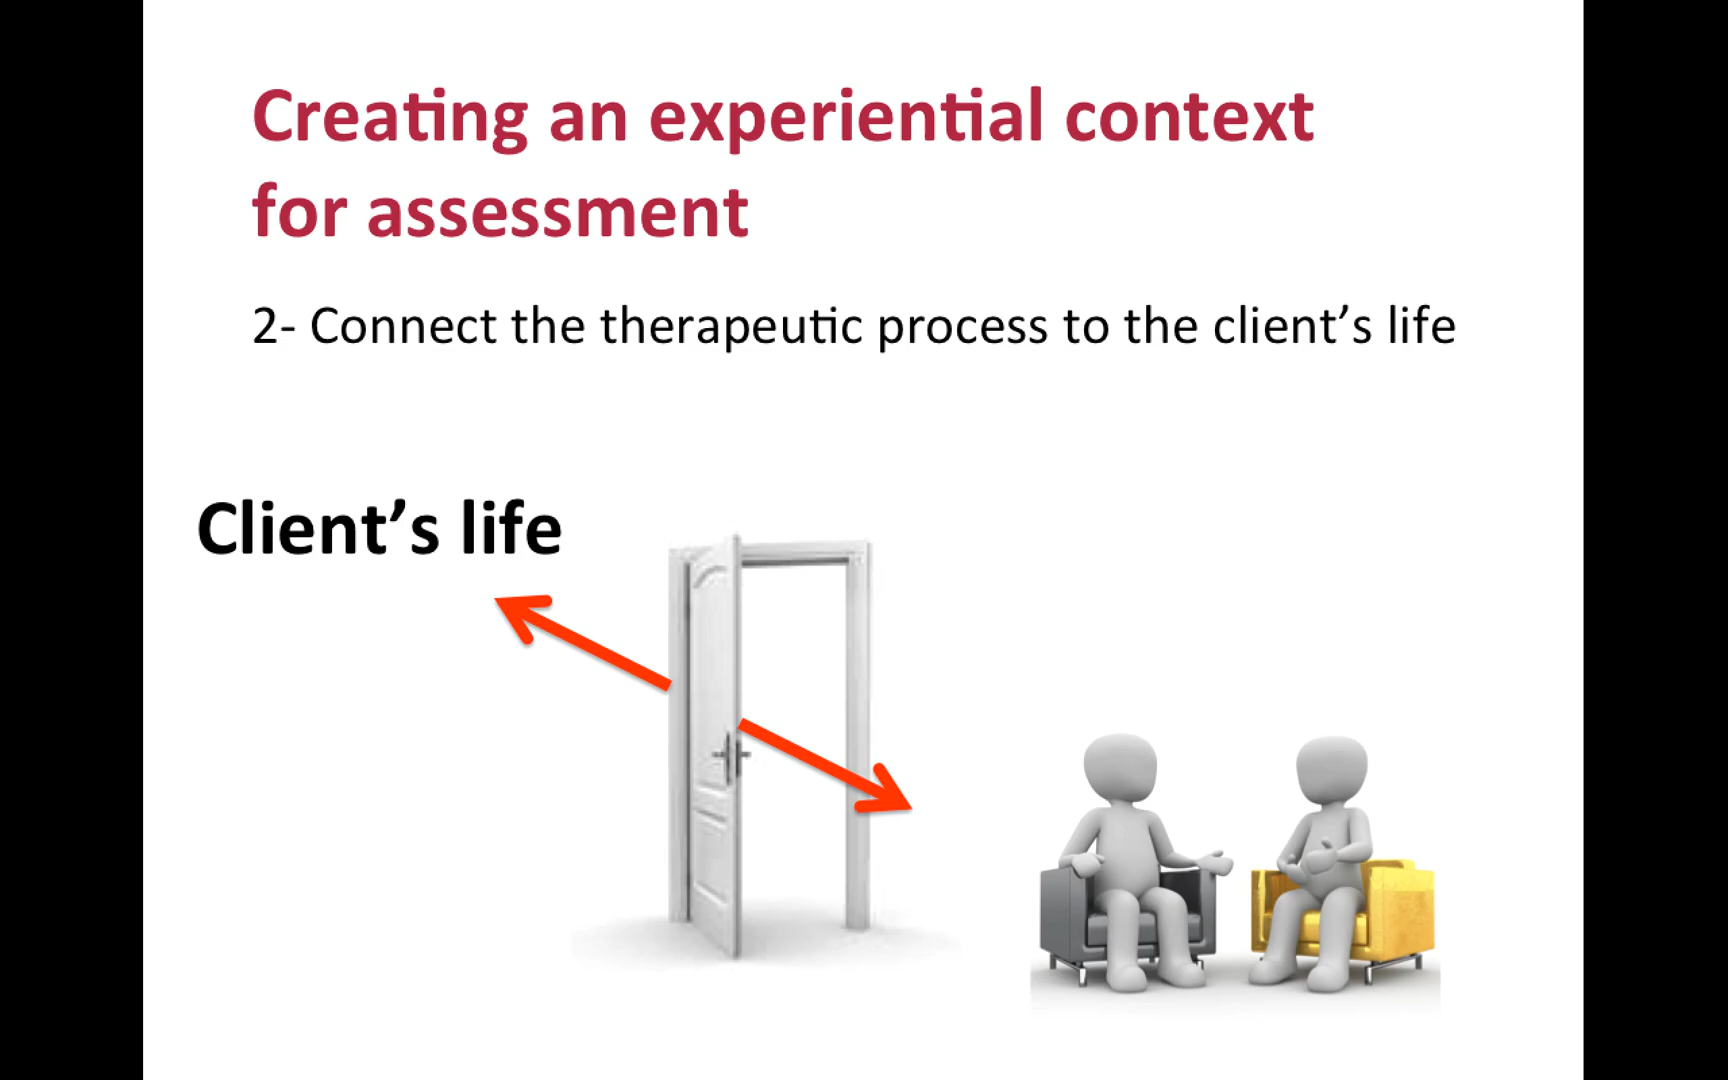 Creating an experiential context
for assessment
2- Connect the therapeutic process to the client’s life
Client’s life